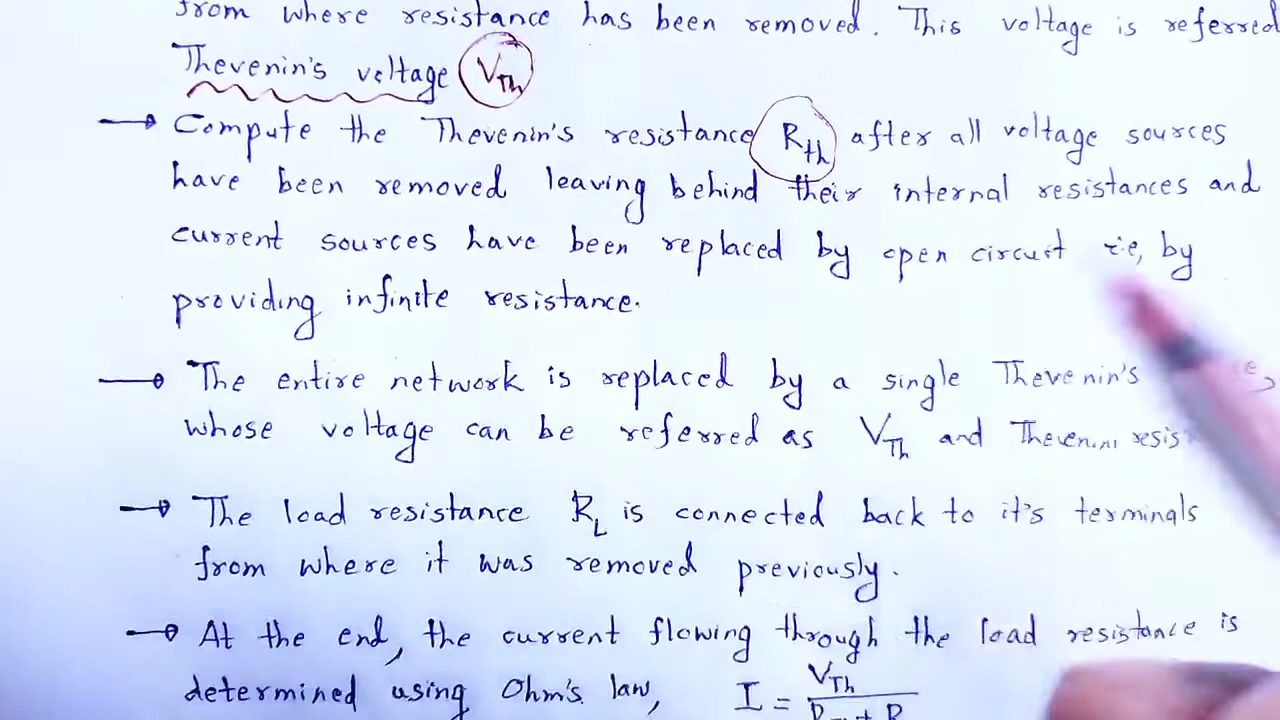 from where resistance has been removed. This voltage is referred
Thevenin's voltage VTh
→ Compute the Thevenin's resistance Rth after all voltage sources
have been removed leaving behind their internal resistances and
current sources have been replaced by open circuit i.e, by
providing infinite resistance.
→ The entire network is replaced by a single Thevenin's
whose voltage can be referred as VTh and Thevenini
→ The load resistance RL is connected back to it's terminals
from where it was removed previously.
→ At the end, the current flowing through the load resistance is
determined using Ohm's law, I = VTh